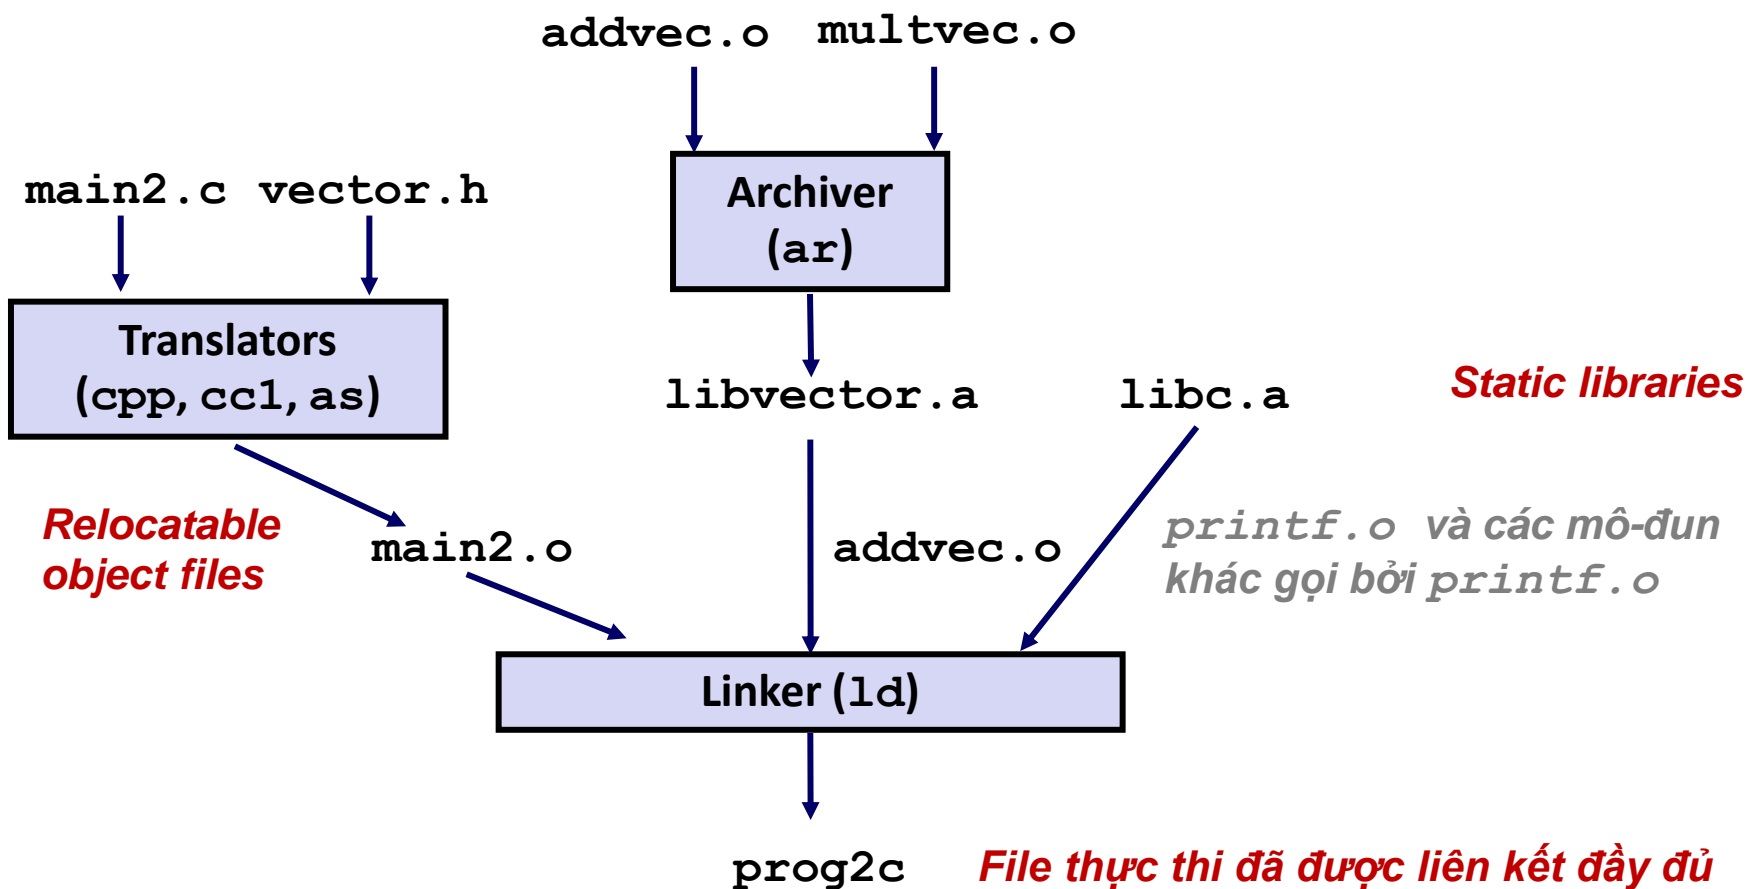 addvec.o multvec.o
main2.c vector.h
Archiver
(ar)
Translators
(cpp, cc1, as)
libvector.a
libc.a
Static libraries
Relocatable
object files
main2.o
addvec.o
printf.o và các mô-đun
khác gọi bởi printf.o
Linker (ld)
prog2c
File thực thi đã được liên kết đầy đủ